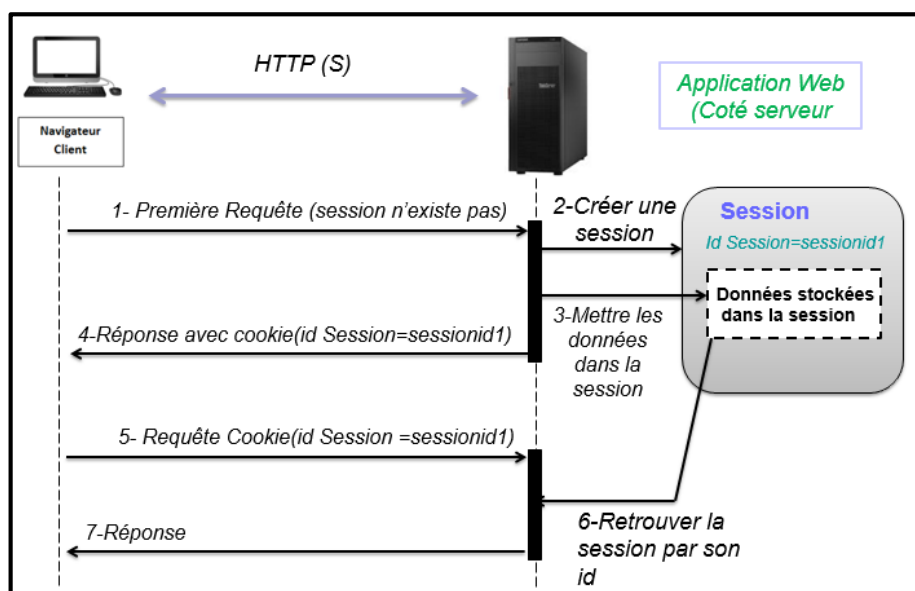 HTTP (S)
Application Web
(Coté serveur
Navigateur
Client
1- Première Requête (session n'existe pas)
2-Créer une
session
Session
Id Session=sessionid1
Données stockées
dans la session
3-Mettre les
données
dans la
session
4-Réponse avec cookie(id Session=sessionid1)
5- Requête Cookie(id Session =sessionid1)
6-Retrouver la
session par son
id
7-Réponse